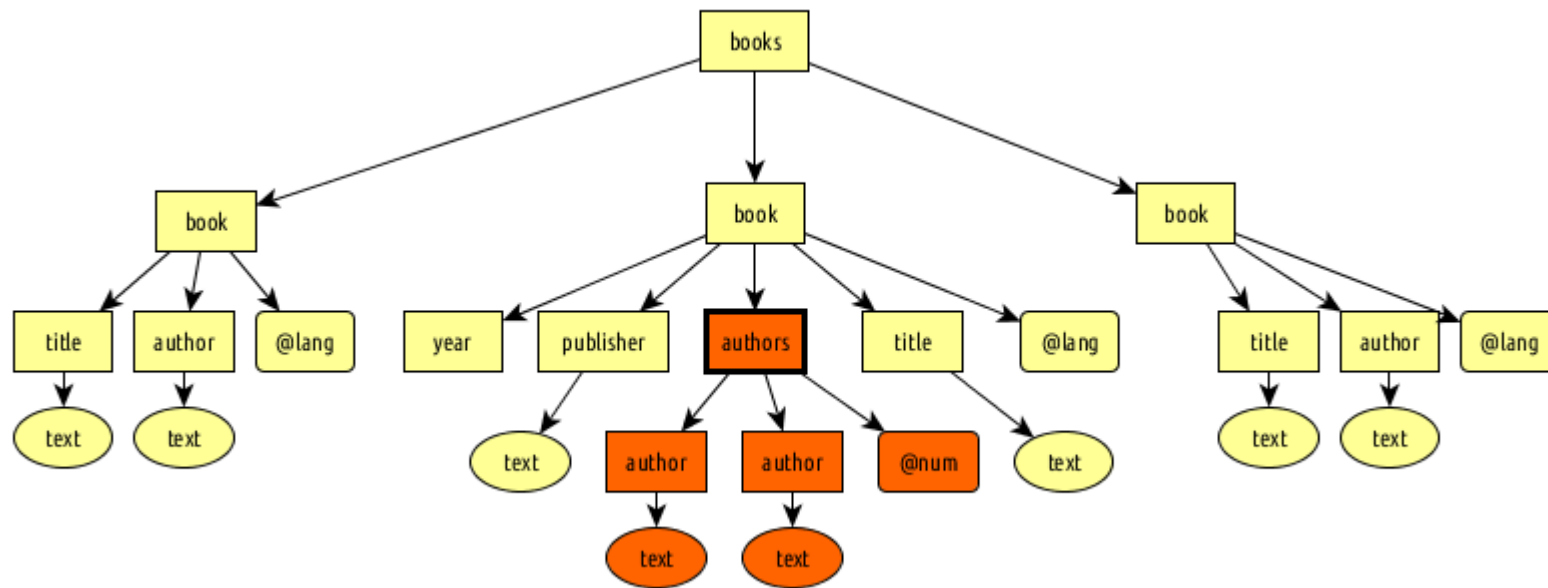 books
book
book
book
title
author
@lang
year
publisher
authors
title
@lang
title
author
@lang
text
text
text
author
author
@num
text
text
text
text
text